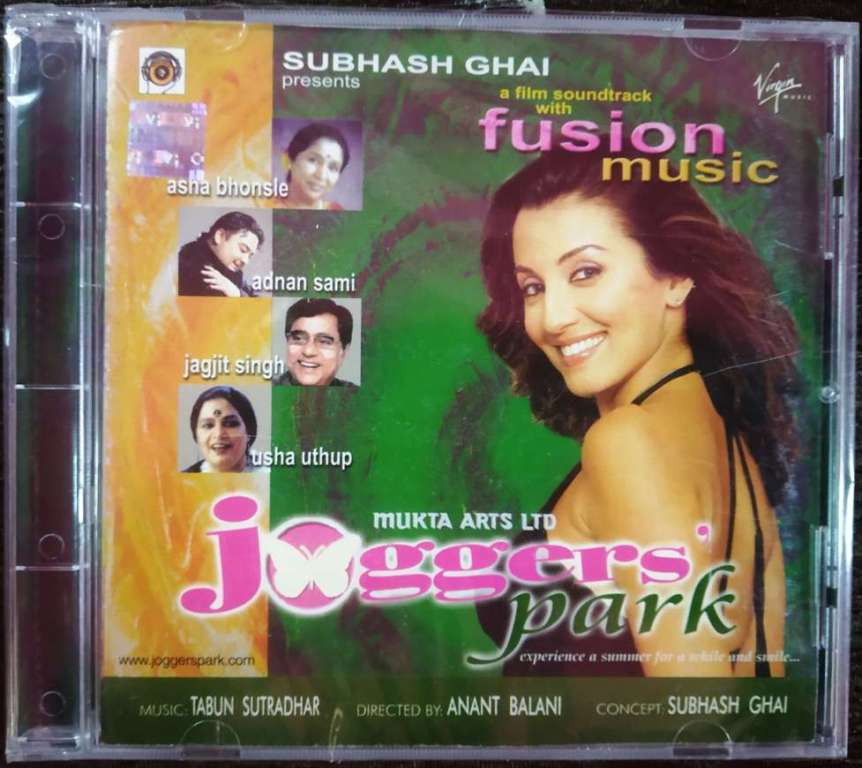 SUBHASH GHAI
presents
Virgin
MUSIC
a film soundtrack
with
fusion
music
asha bhonsle
adnan sami
jagjit singh
usha uthup
MUKTA ARTS LTD
joggers'
park
experience a summer for a while and smile...
www.joggerspark.com
MUSIC: TABUN SUTRADHAR DIRECTED BY: ANANT BALANI CONCEPT: SUBHASH GHAI